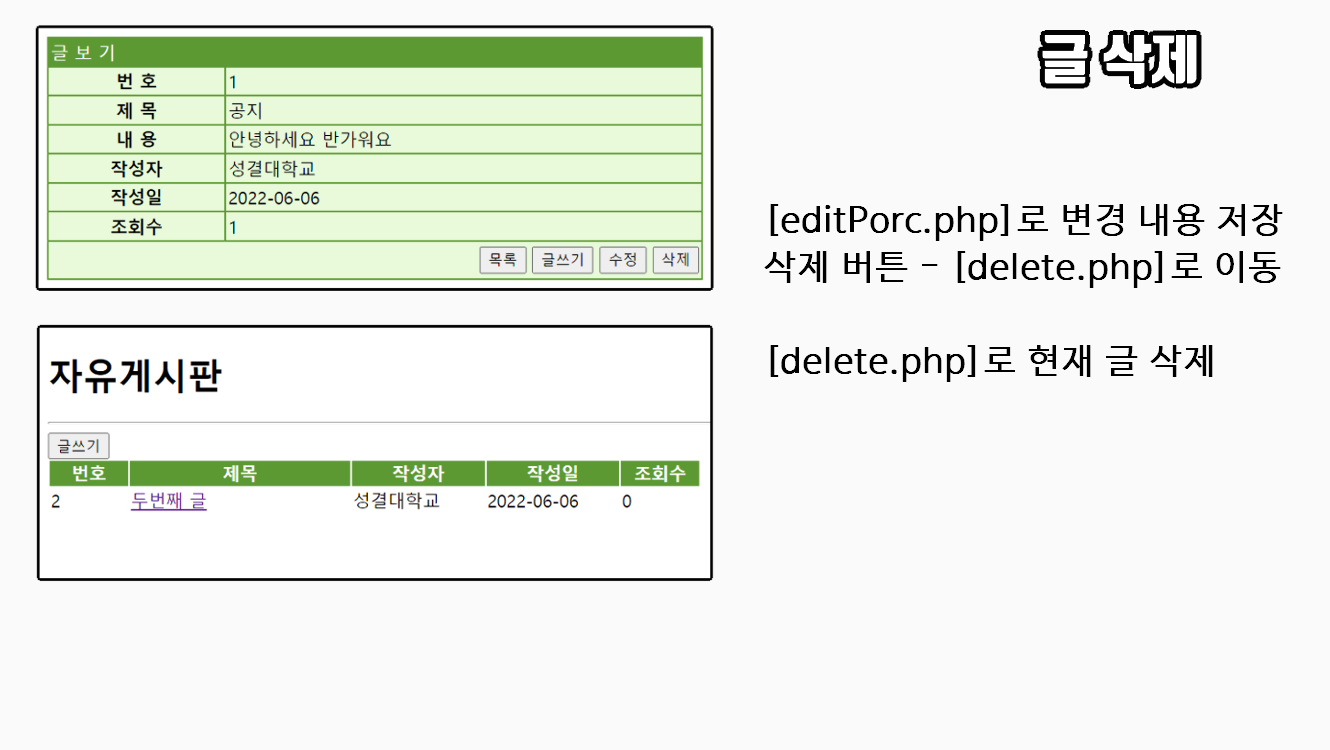 글 삭제
글 보 기
번 호 1
제 목 공지
내 용 안녕하세요 반가워요
작성자 성결대학교
작성일 2022-06-06
조회수 1
목록 글쓰기 수정 삭제
[editPorc.php]로 변경 내용 저장
삭제 버튼 - [delete.php]로 이동
[delete.php]로 현재 글 삭제
자유게시판
글쓰기
번호 제목 작성자 작성일 조회수
2 두번째 글 성결대학교 2022-06-06 0